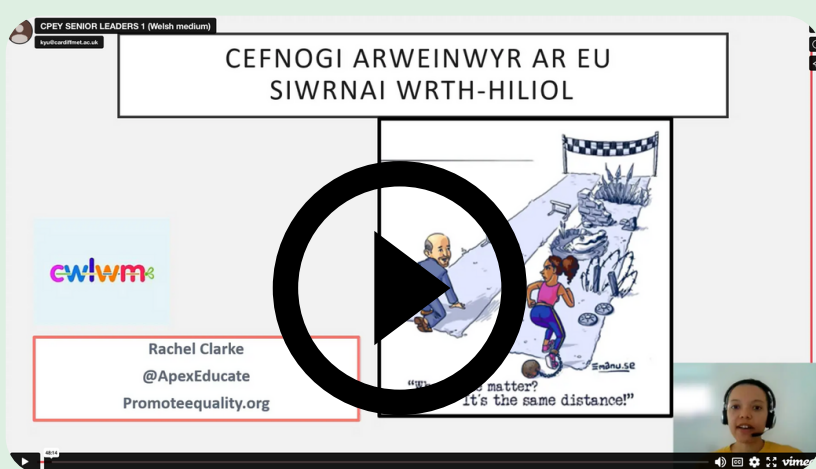 CPEY SENIOR LEADERS 1 (Welsh medium)
kyu@cardiffmet.ac.uk
CEFNOGI ARWEINWYR AR EU
SIWRNAI WRTH-HILIOL
cwlwm
Rachel Clarke
@ApexEducate
Promoteequality.org
Emanu.se
matter?
It's the same distance!”
48:14
CC
vimeo